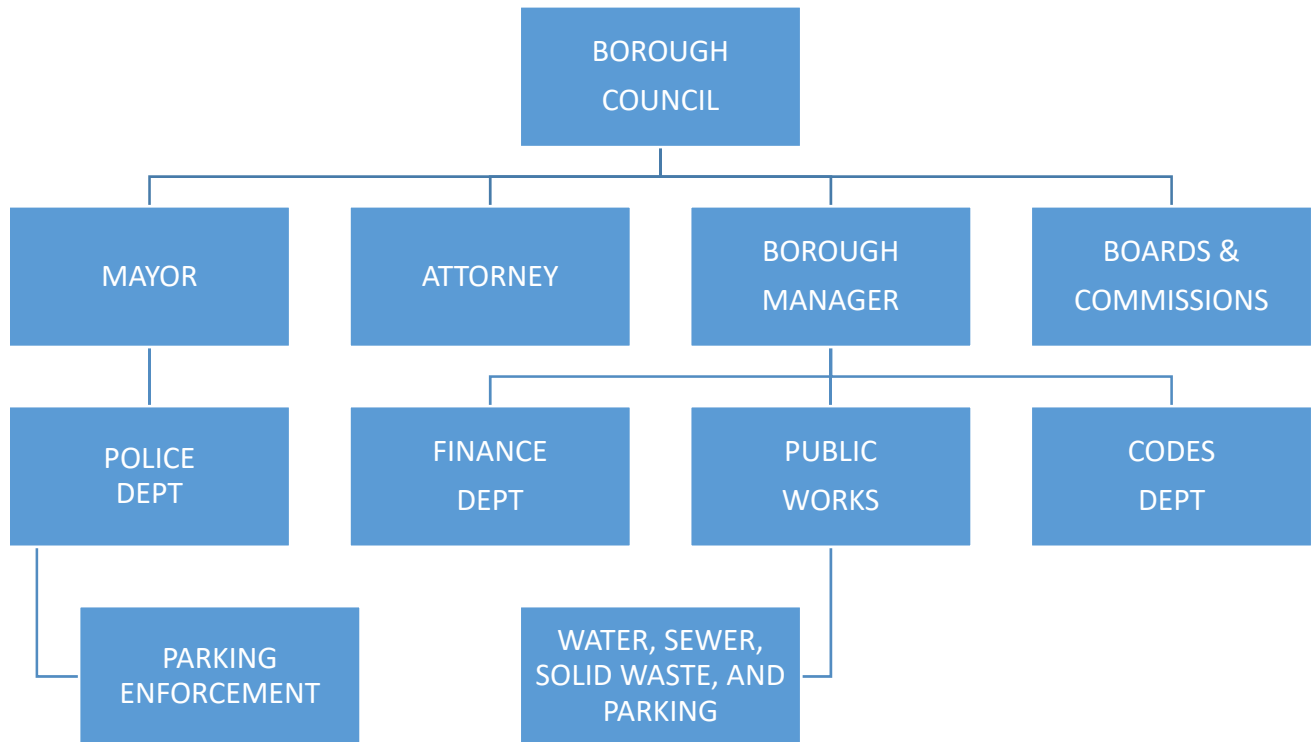 BOROUGH
COUNCIL
MAYOR
ATTORNEY
BOROUGH
MANAGER
BOARDS &
COMMISSIONS
POLICE
DEPT
FINANCE
DEPT
PUBLIC
WORKS
CODES
DEPT
PARKING
ENFORCEMENT
WATER, SEWER,
SOLID WASTE, AND
PARKING